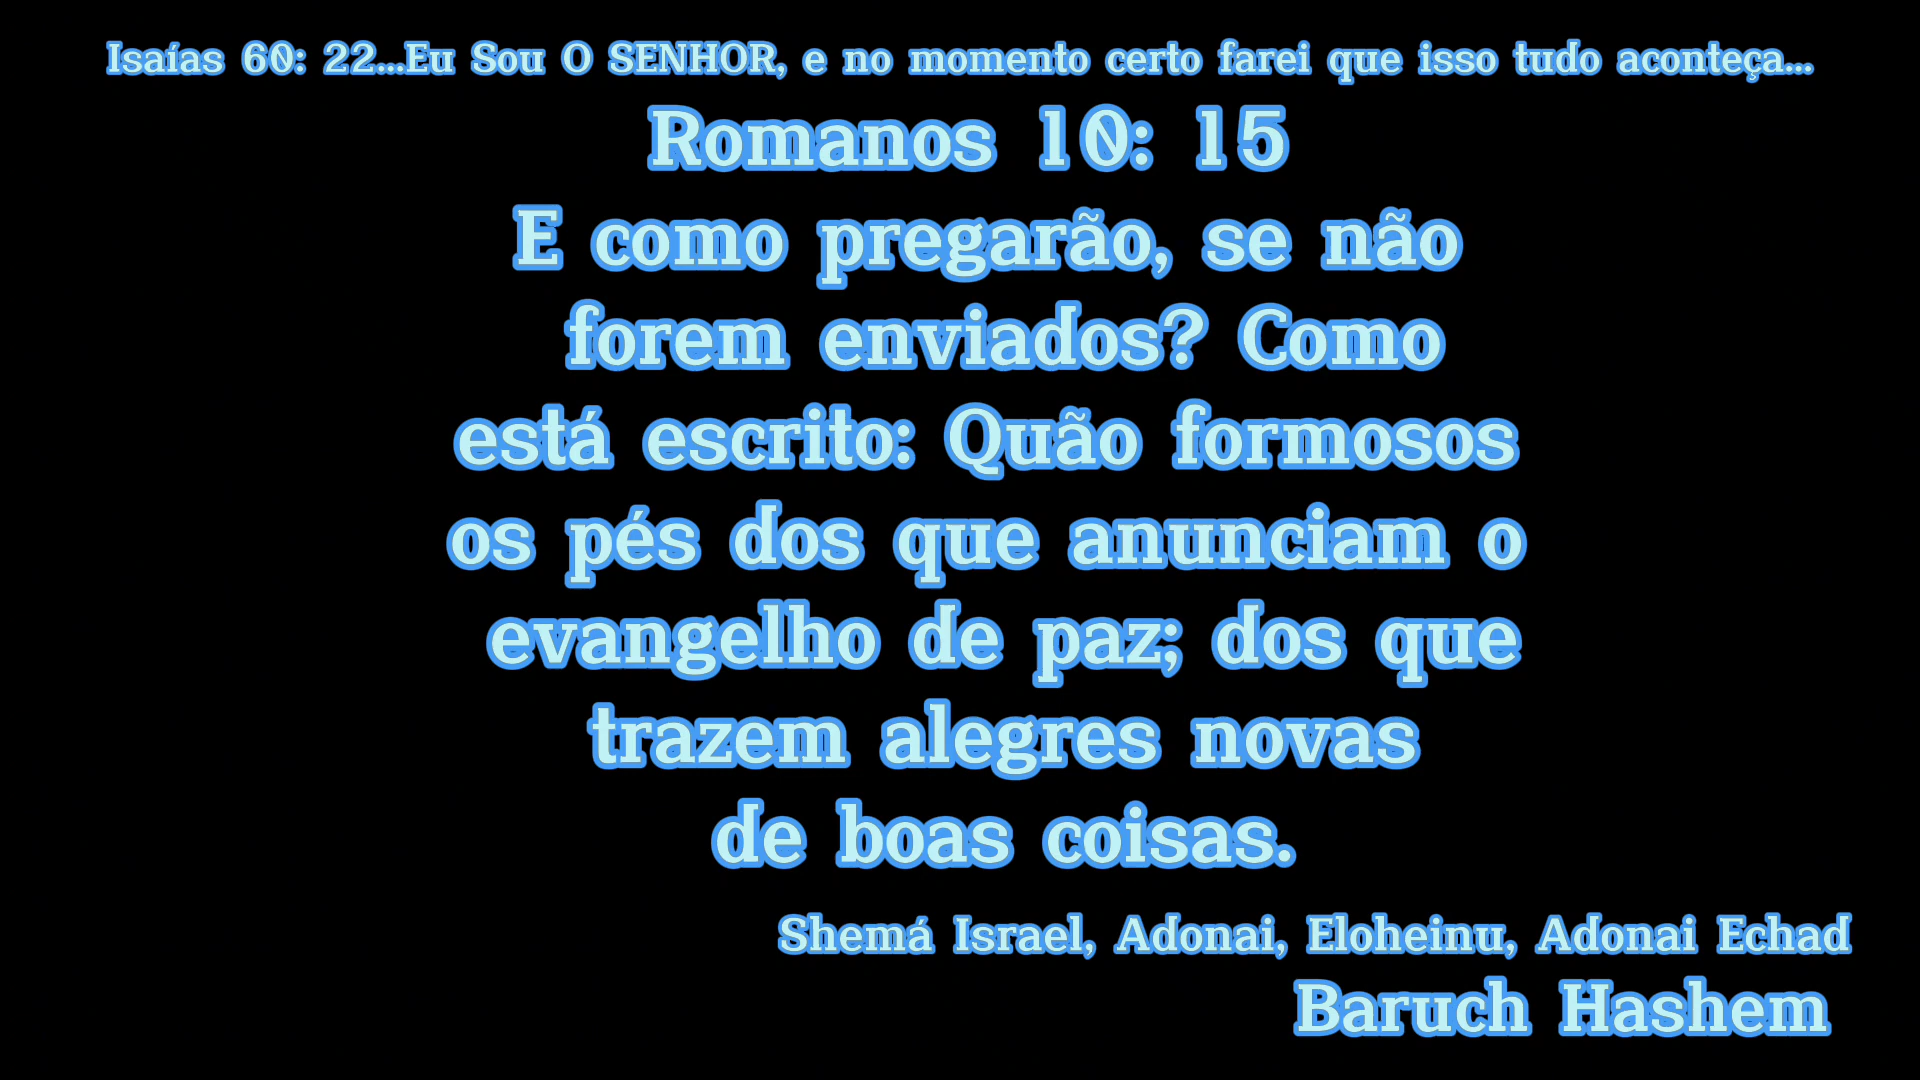 Isaías 60: 22...Eu Sou O SENHOR, e no momento certo farei que isso tudo aconteça...
Romanos 10: 15
E como pregarão, se não
forem enviados? Como
está escrito: Quão formosos
os pés dos que anunciam o
evangelho de paz; dos que
trazem alegres novas
de boas coisas.
Shemá Israel, Adonai, Eloheinu, Adonai Echad
Baruch Hashem